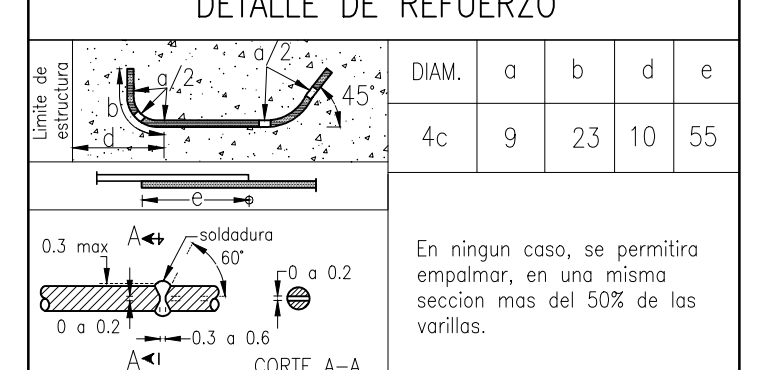 DETALLE DE REFUERZO
Limite de
estructura
a/2
a/2
45°
b
d
e
DIAM. a b d e
4c 9 23 10 55
0.3 max
A
soldadura
60°
0 a 0.2
0 a 0.2
0.3 a 0.6
A
CORTE A-A
En ningun caso, se permitira
empalmar, en una misma
seccion mas del 50% de las
varillas.